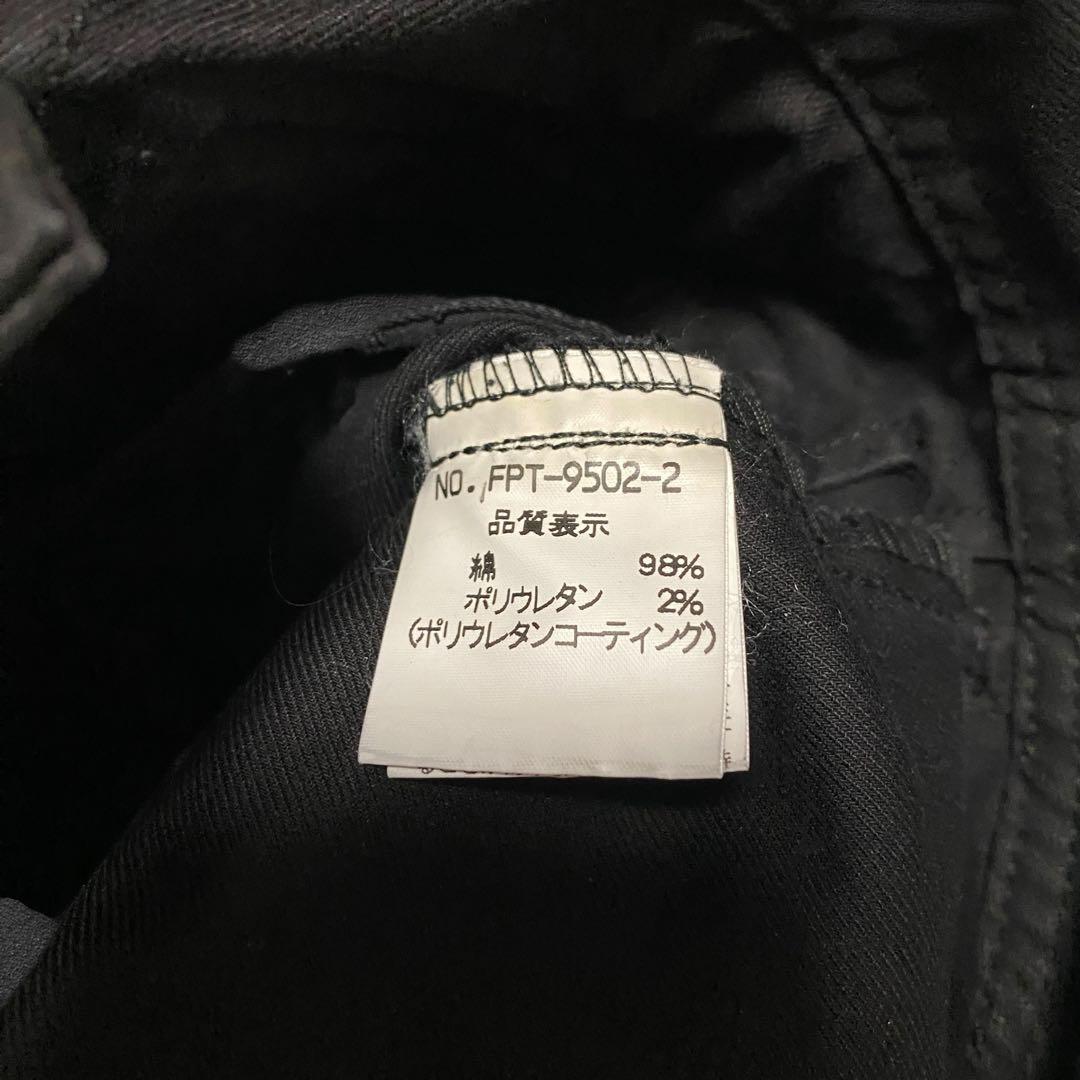 NO. FPT-9502-2
品質表示
綿 98%
ポリウレタン 2%
(ポリウレタンコーティング)